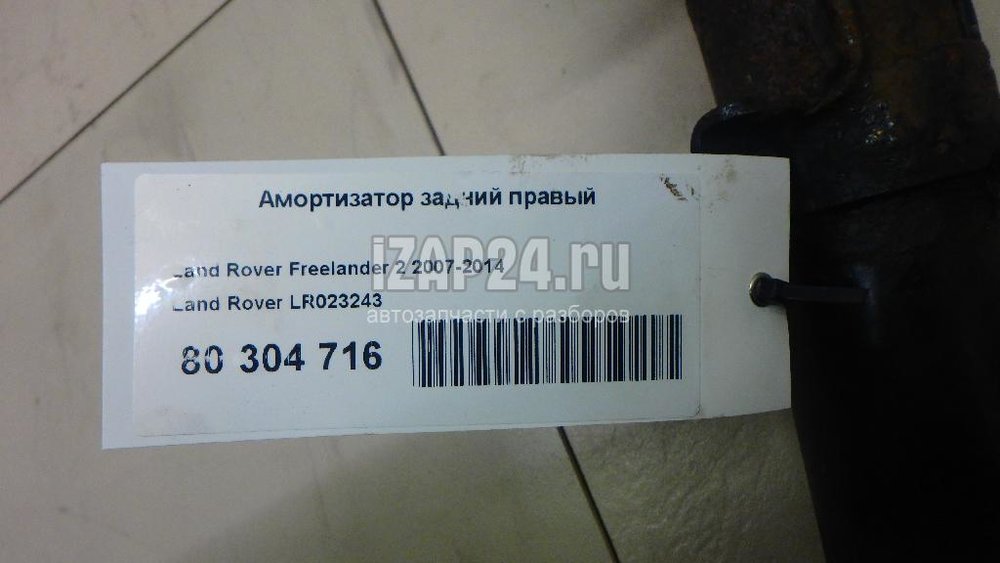 Амортизатор задний правый
iZAP24.ru
Land Rover Freelander 2 2007-2014
Land Rover LR023243
автозапчасти с разборов
80 304 716